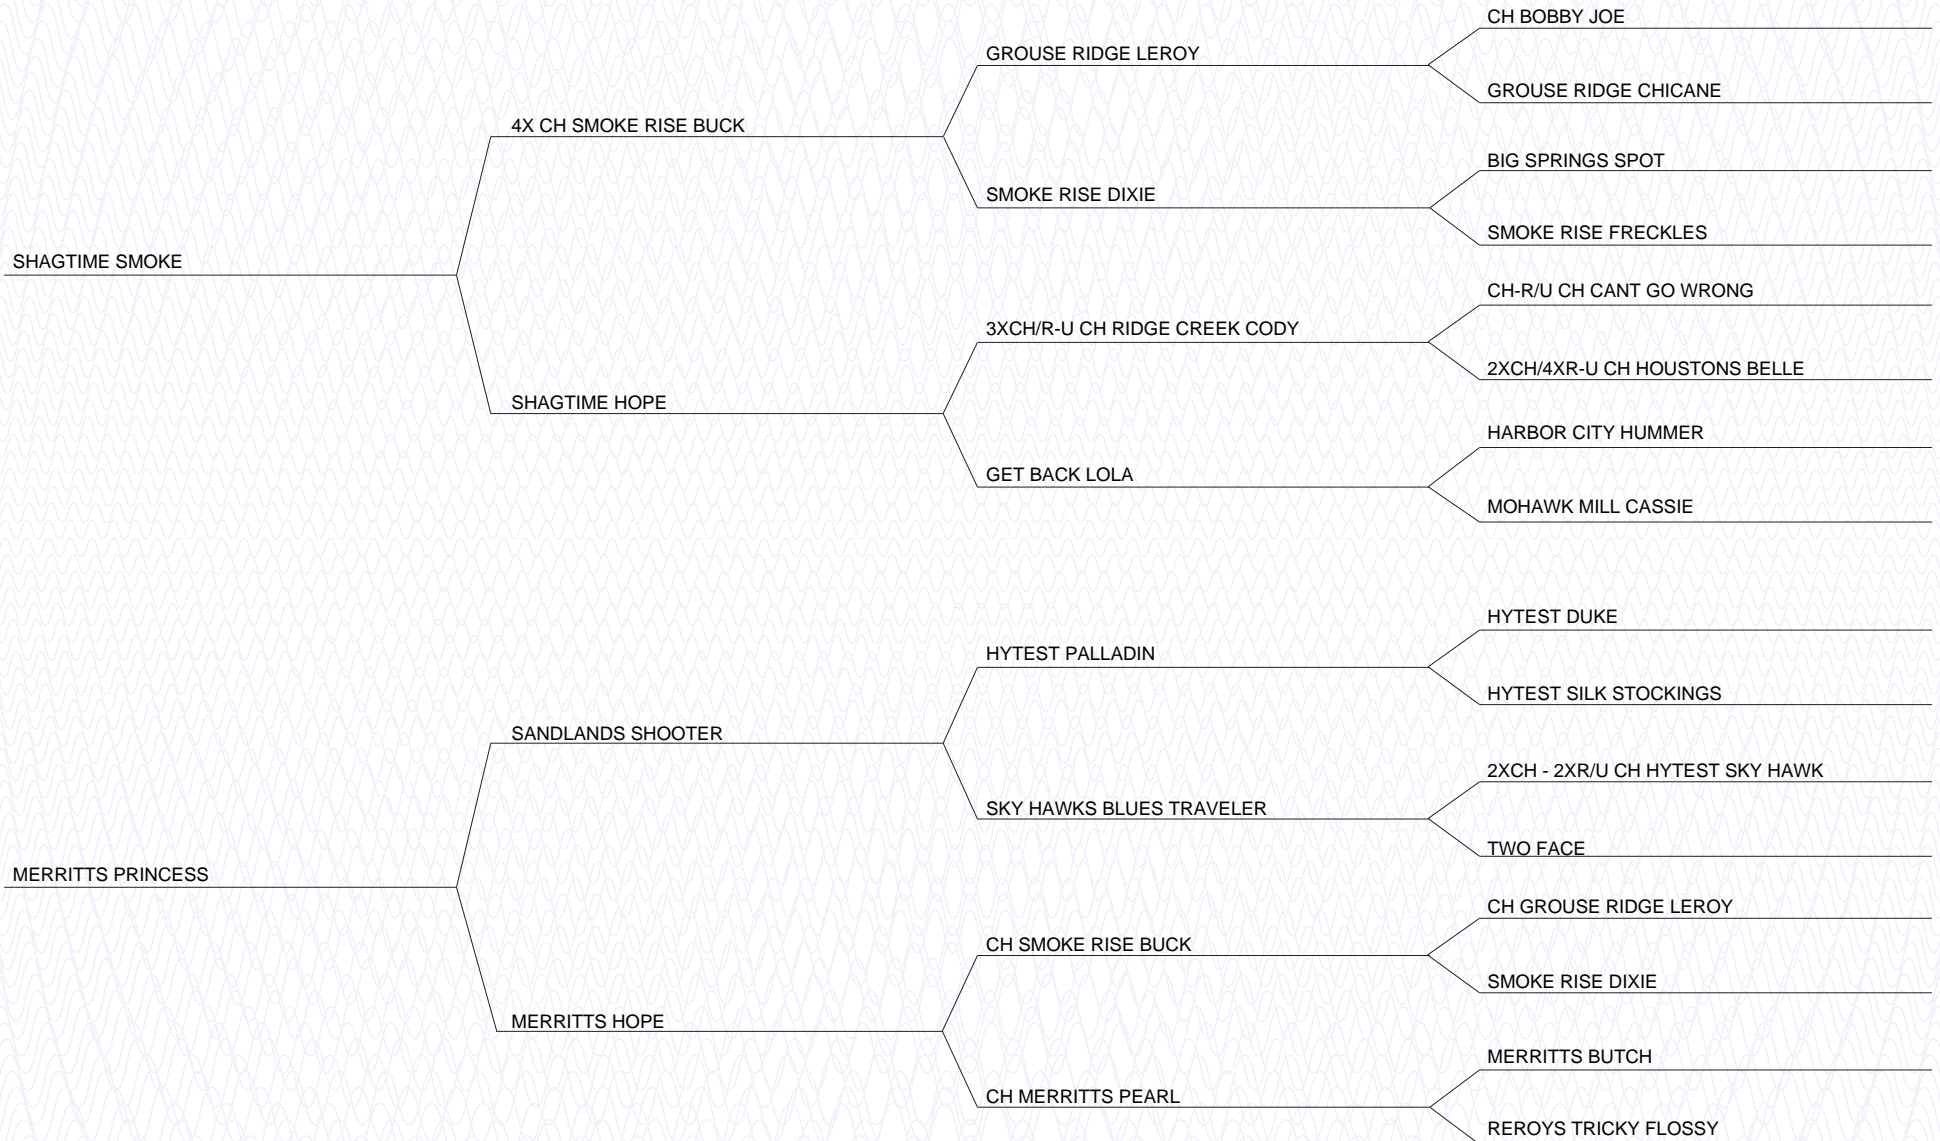 CH BOBBY JOE
GROUSE RIDGE LEROY
GROUSE RIDGE CHICANE
4X CH SMOKE RISE BUCK
BIG SPRINGS SPOT
SMOKE RISE DIXIE
SMOKE RISE FRECKLES
SHAGTIME SMOKE
CH-R/U CH CANT GO WRONG
3XCH/R-U CH RIDGE CREEK CODY
2XCH/4XR-U CH HOUSTONS BELLE
SHAGTIME HOPE
HARBOR CITY HUMMER
GET BACK LOLA
MOHAWK MILL CASSIE
HYTEST DUKE
HYTEST PALLADIN
HYTEST SILK STOCKINGS
SANDLANDS SHOOTER
2XCH - 2XR/U CH HYTEST SKY HAWK
SKY HAWKS BLUES TRAVELER
TWO FACE
MERRITTS PRINCESS
CH GROUSE RIDGE LEROY
CH SMOKE RISE BUCK
SMOKE RISE DIXIE
MERRITTS HOPE
MERRITTS BUTCH
CH MERRITTS PEARL
REROYS TRICKY FLOSSY